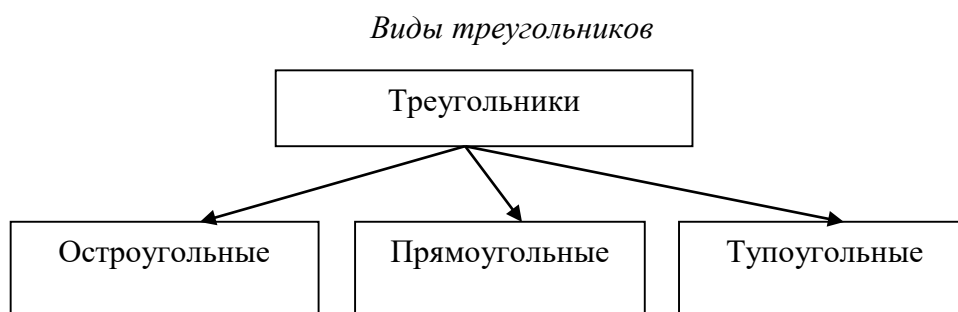 Виды треугольников
Треугольники
Остроугольные
Прямоугольные
Тупоугольные